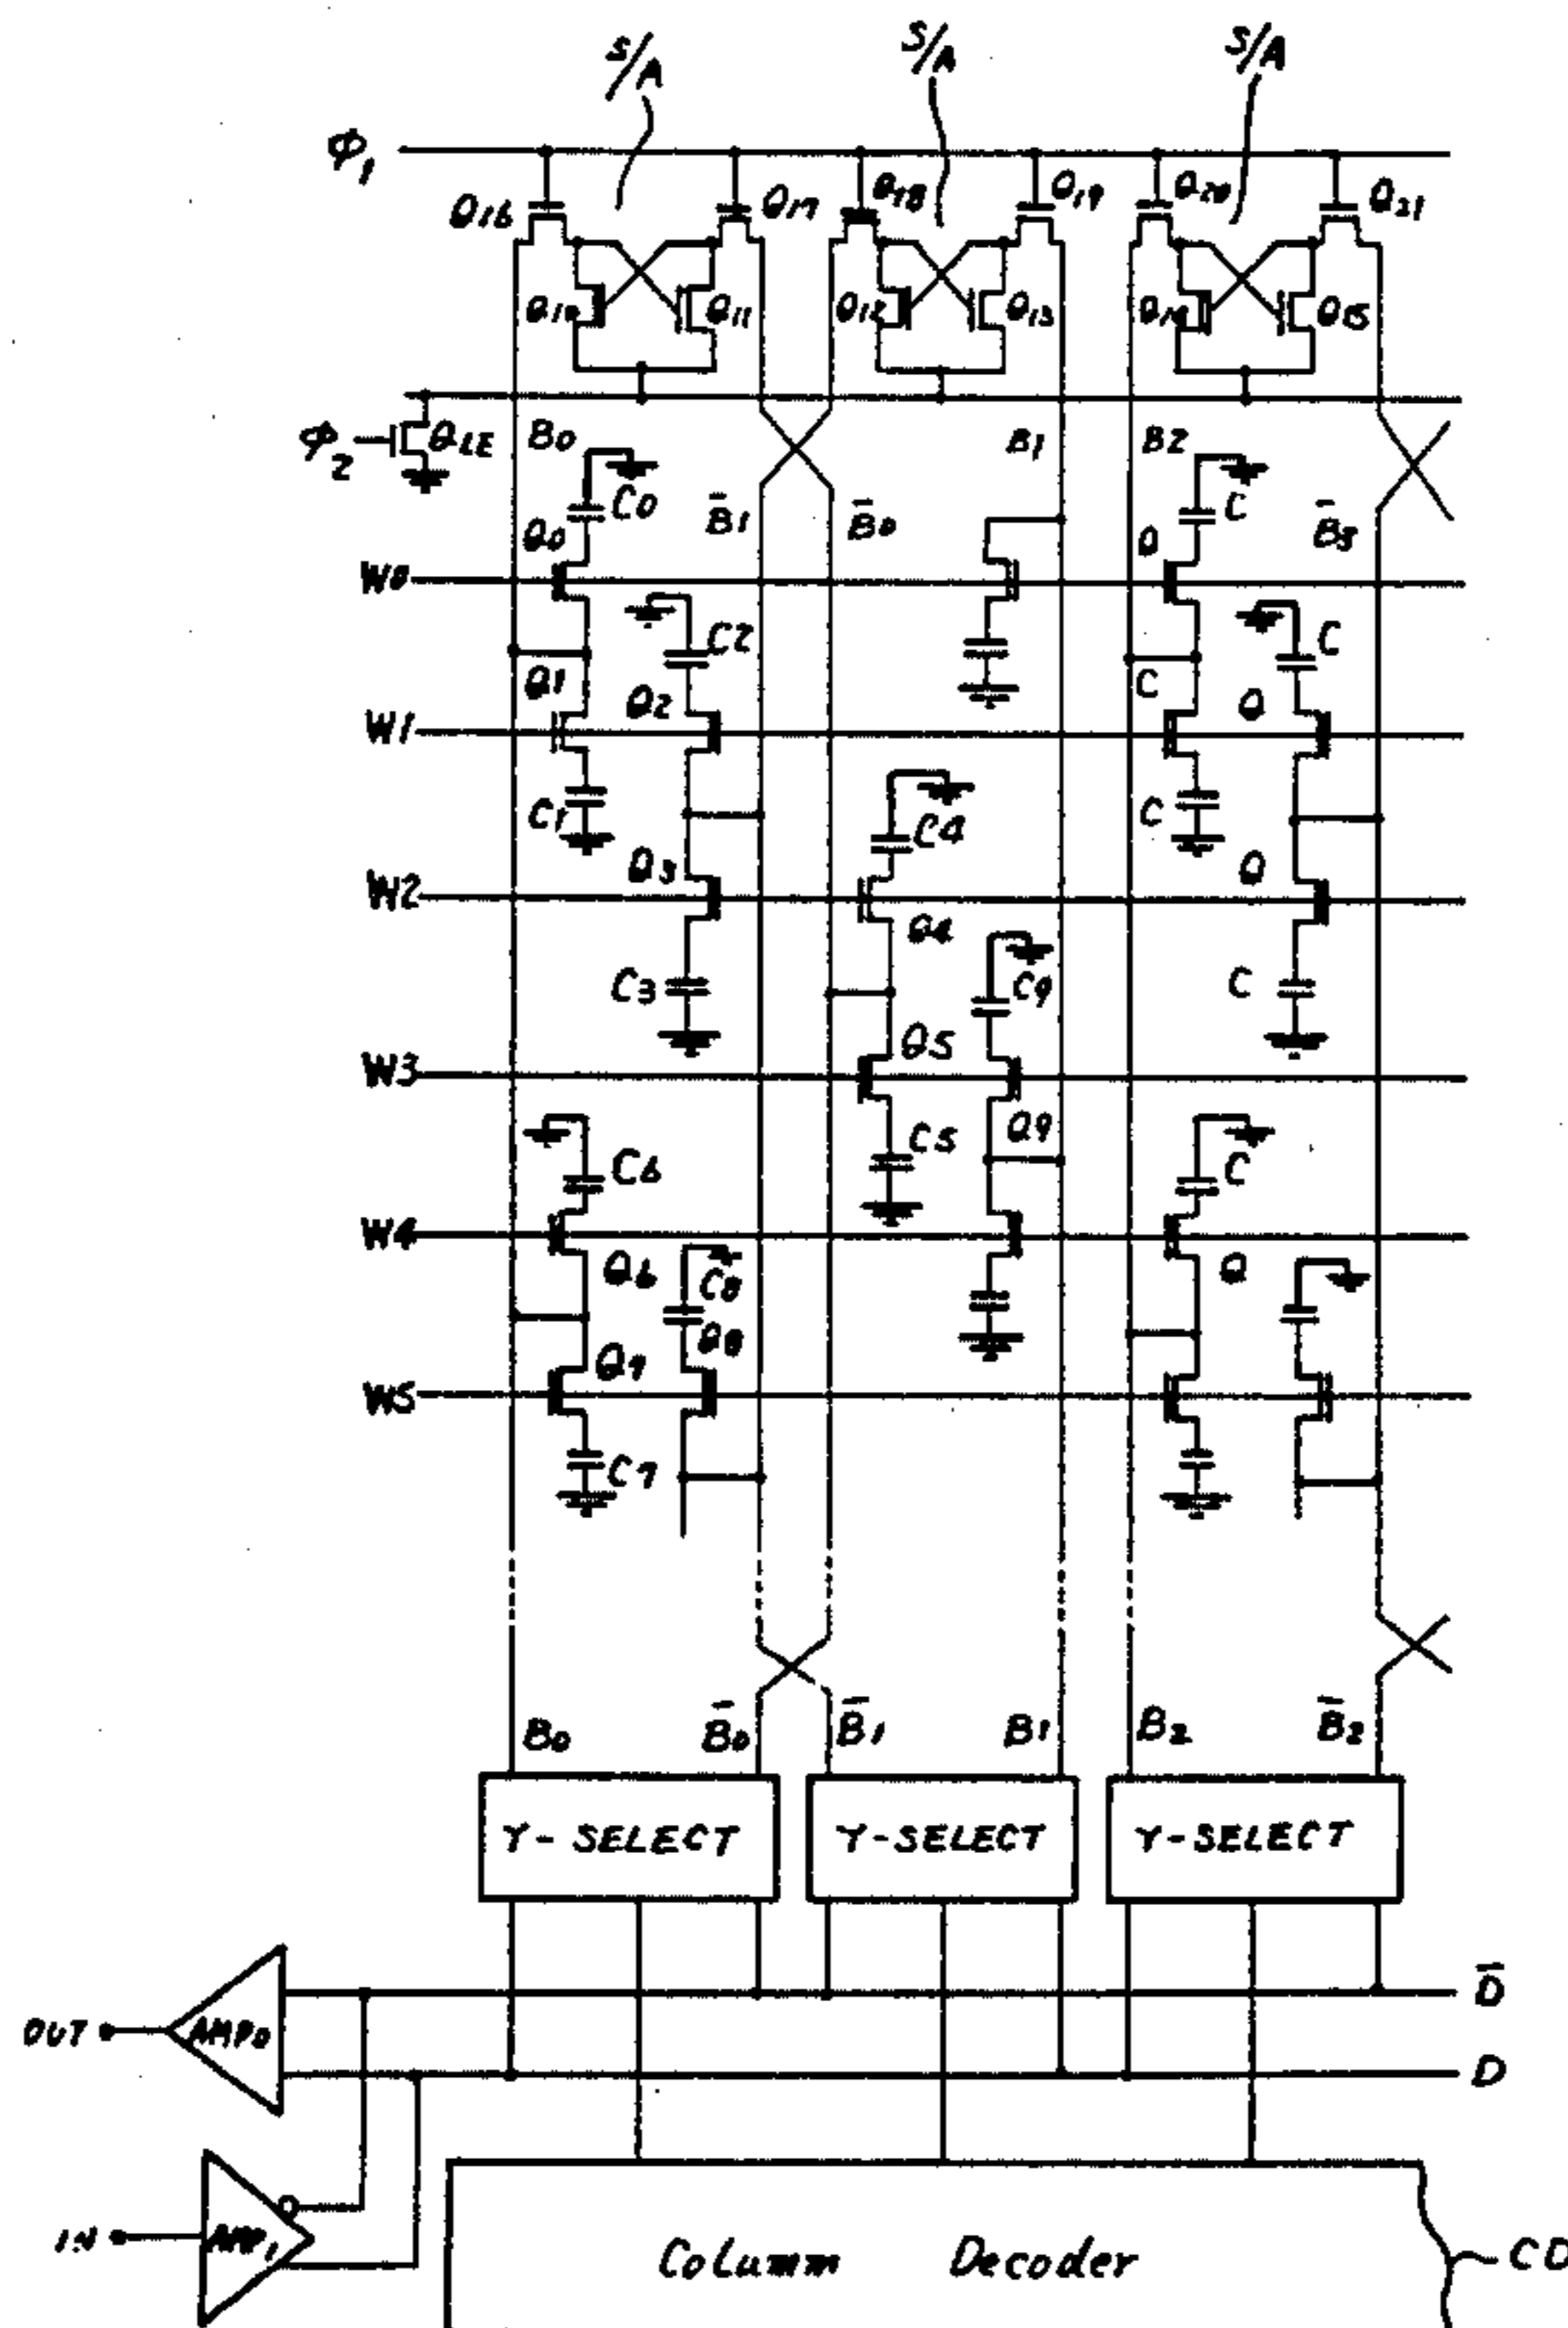 S/A S/A S/A
Φ1
Q16 Q17 Q18 Q19 Q20 Q21
Q10 Q11 Q12 Q13 Q14 Q15
Φ2 QLE B0 B1 B2
C0 B̄1 B̄0 C B̄3
Q0 Q
W0
C2 C
Q1 Q2 C Q
W1
C1 C4 C
Q3 Q
W2
Q4
C3 C9 C
Q5
W3
C5 Q9
C6 C
W4
Q6 C8 Q
Q7 Q8
W5
C7
B0 B̄0 B̄1 B1 B2 B̄2
Y-SELECT Y-SELECT Y-SELECT
D̄
OUT AMP0
D
IN AMP1
Columm Decoder CD